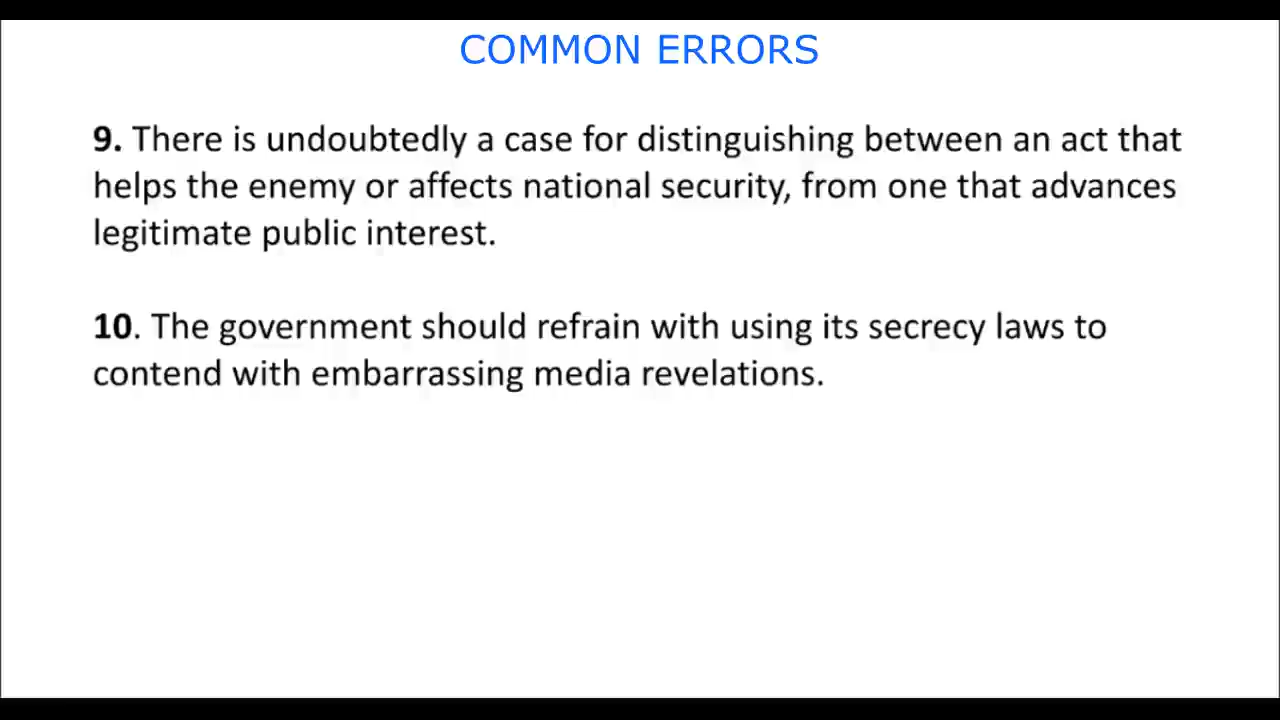 COMMON ERRORS
9. There is undoubtedly a case for distinguishing between an act that
helps the enemy or affects national security, from one that advances
legitimate public interest.
10. The government should refrain with using its secrecy laws to
contend with embarrassing media revelations.